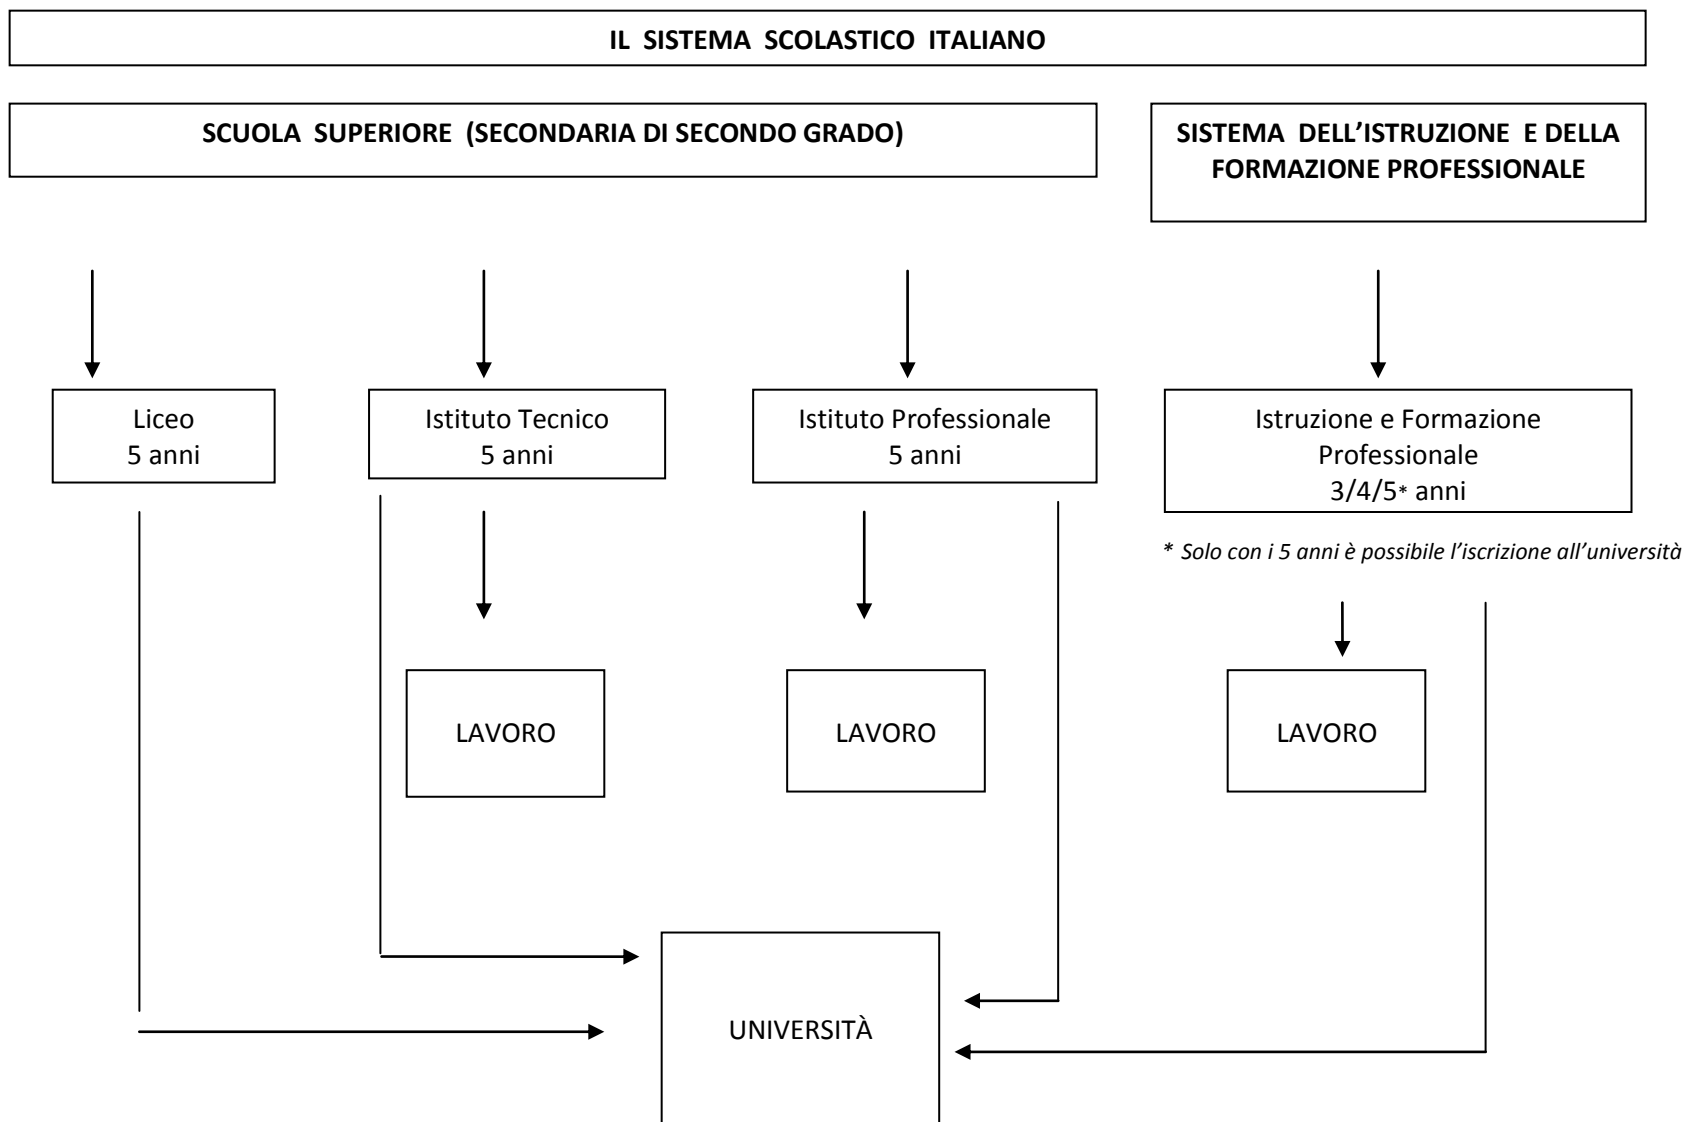 IL SISTEMA SCOLASTICO ITALIANO
SCUOLA SUPERIORE (SECONDARIA DI SECONDO GRADO)
SISTEMA DELL’ISTRUZIONE E DELLA
FORMAZIONE PROFESSIONALE
Liceo
5 anni
Istituto Tecnico
5 anni
Istituto Professionale
5 anni
Istruzione e Formazione
Professionale
3/4/5* anni
* Solo con i 5 anni è possibile l’iscrizione all’università
LAVORO
LAVORO
LAVORO
UNIVERSITÀ